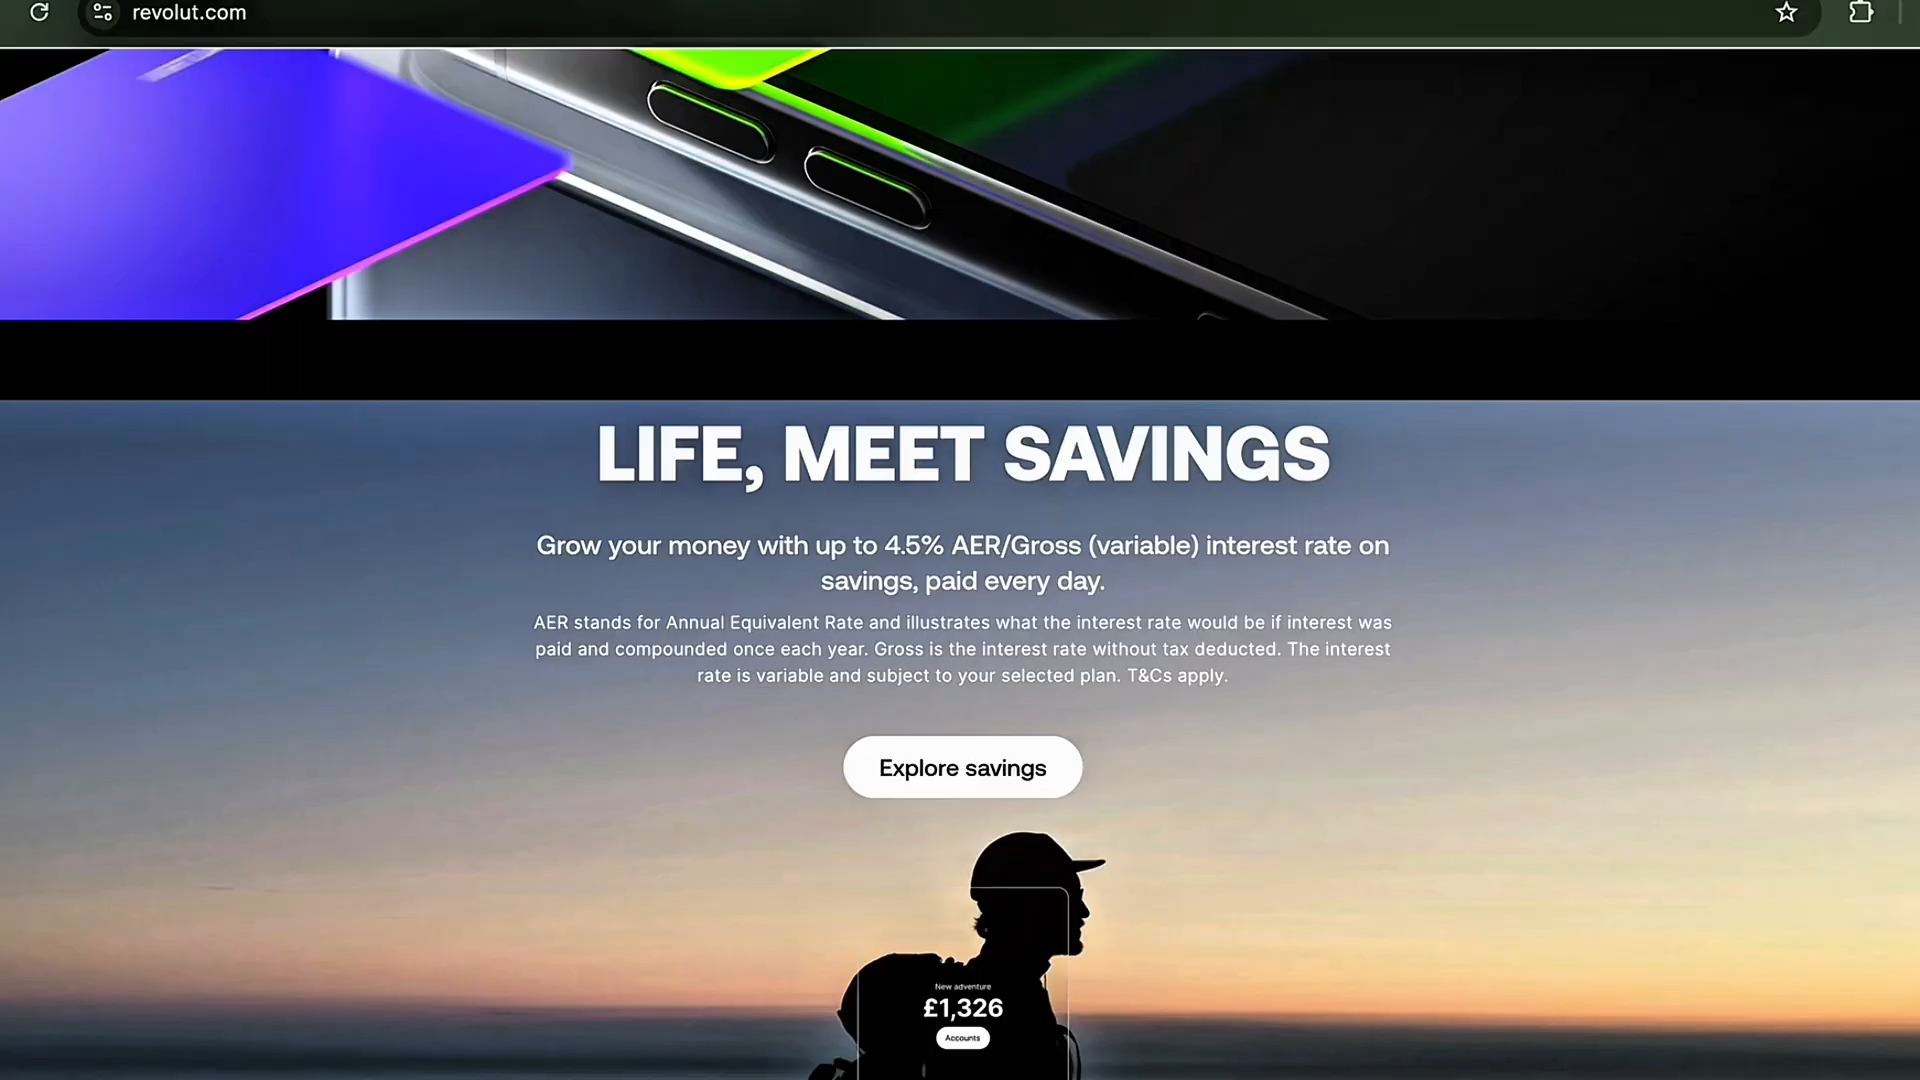 revolut.com
LIFE, MEET SAVINGS
Grow your money with up to 4.5% AER/Gross (variable) interest rate on
savings, paid every day.
AER stands for Annual Equivalent Rate and illustrates what the interest rate would be if interest was
paid and compounded once each year. Gross is the interest rate without tax deducted. The interest
rate is variable and subject to your selected plan. T&Cs apply.
Explore savings
New adventure
£1,326
Accounts